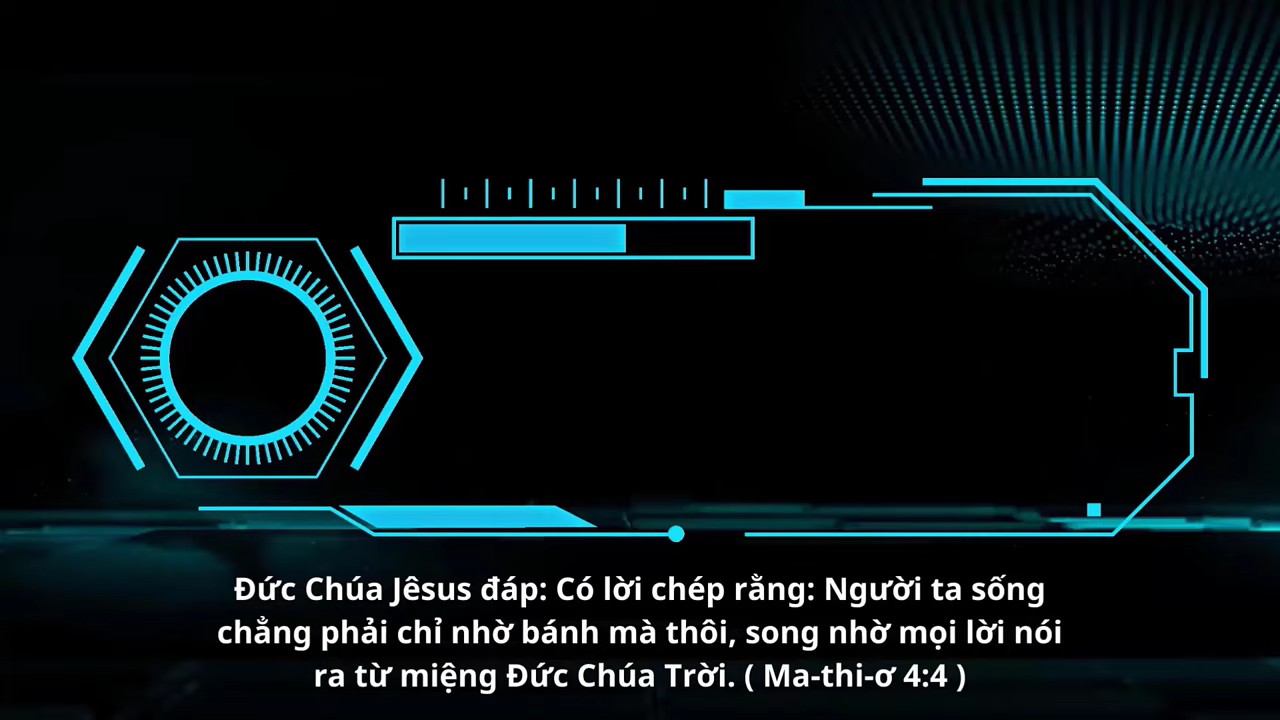 Đức Chúa Jêsus đáp: Có lời chép rằng: Người ta sống
chẳng phải chỉ nhờ bánh mà thôi, song nhờ mọi lời nói
ra từ miệng Đức Chúa Trời. ( Ma-thi-ơ 4:4 )